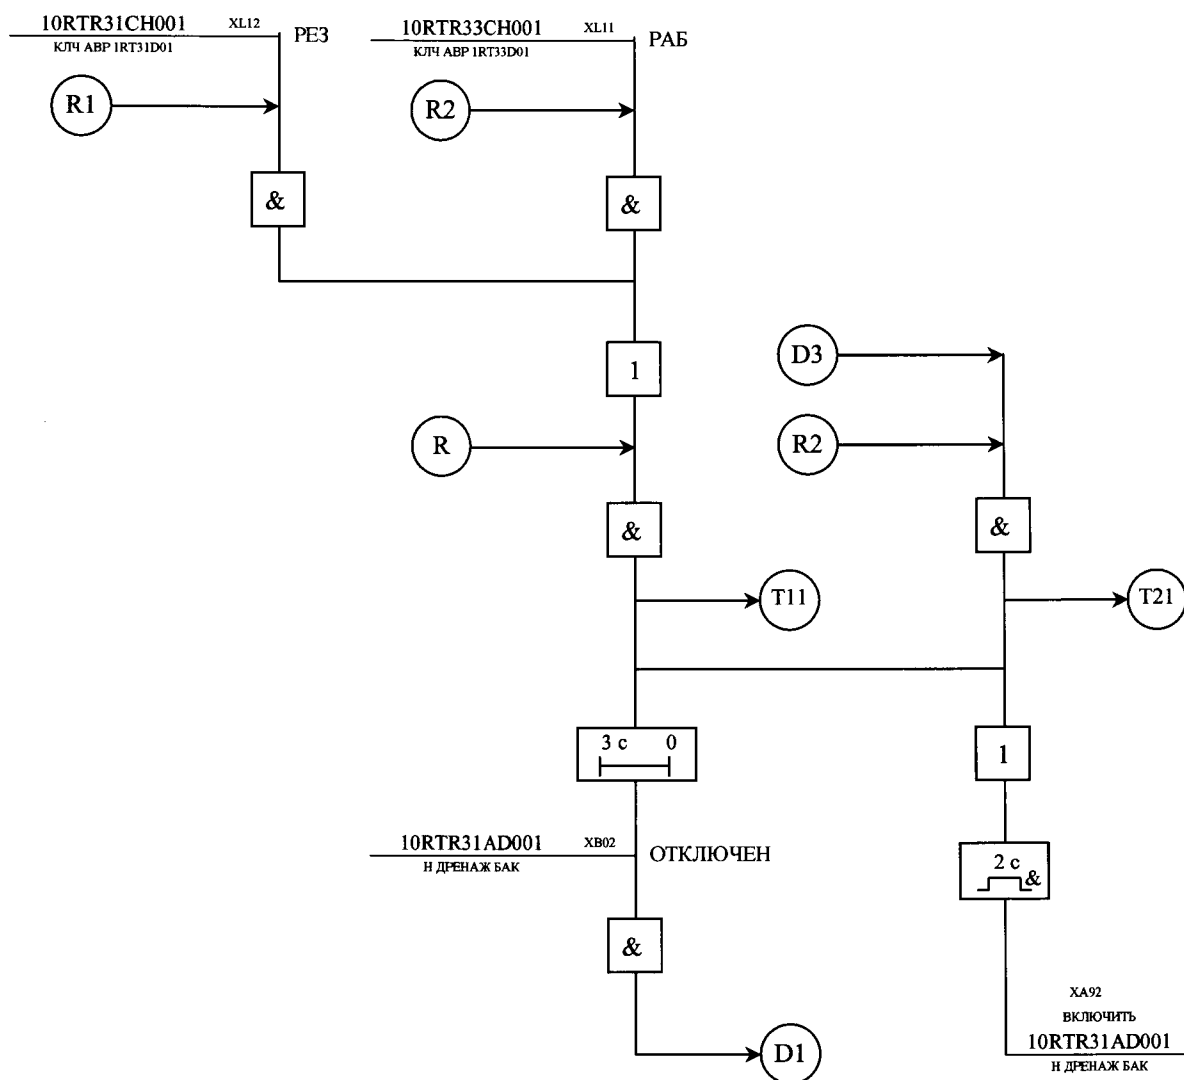 10RTR31CH001 XL12 РЕЗ
КЛЧ АВР 1RT31D01
10RTR33CH001 XL11 РАБ
КЛЧ АВР 1RT33D01
R1
R2
&
&
1
D3
R
R2
&
&
T11
T21
3 с 0
1
10RTR31AD001 XB02 ОТКЛЮЧЕН
Н ДРЕНАЖ БАК
2 с
&
&
XA92
ВКЛЮЧИТЬ
10RTR31AD001
Н ДРЕНАЖ БАК
D1